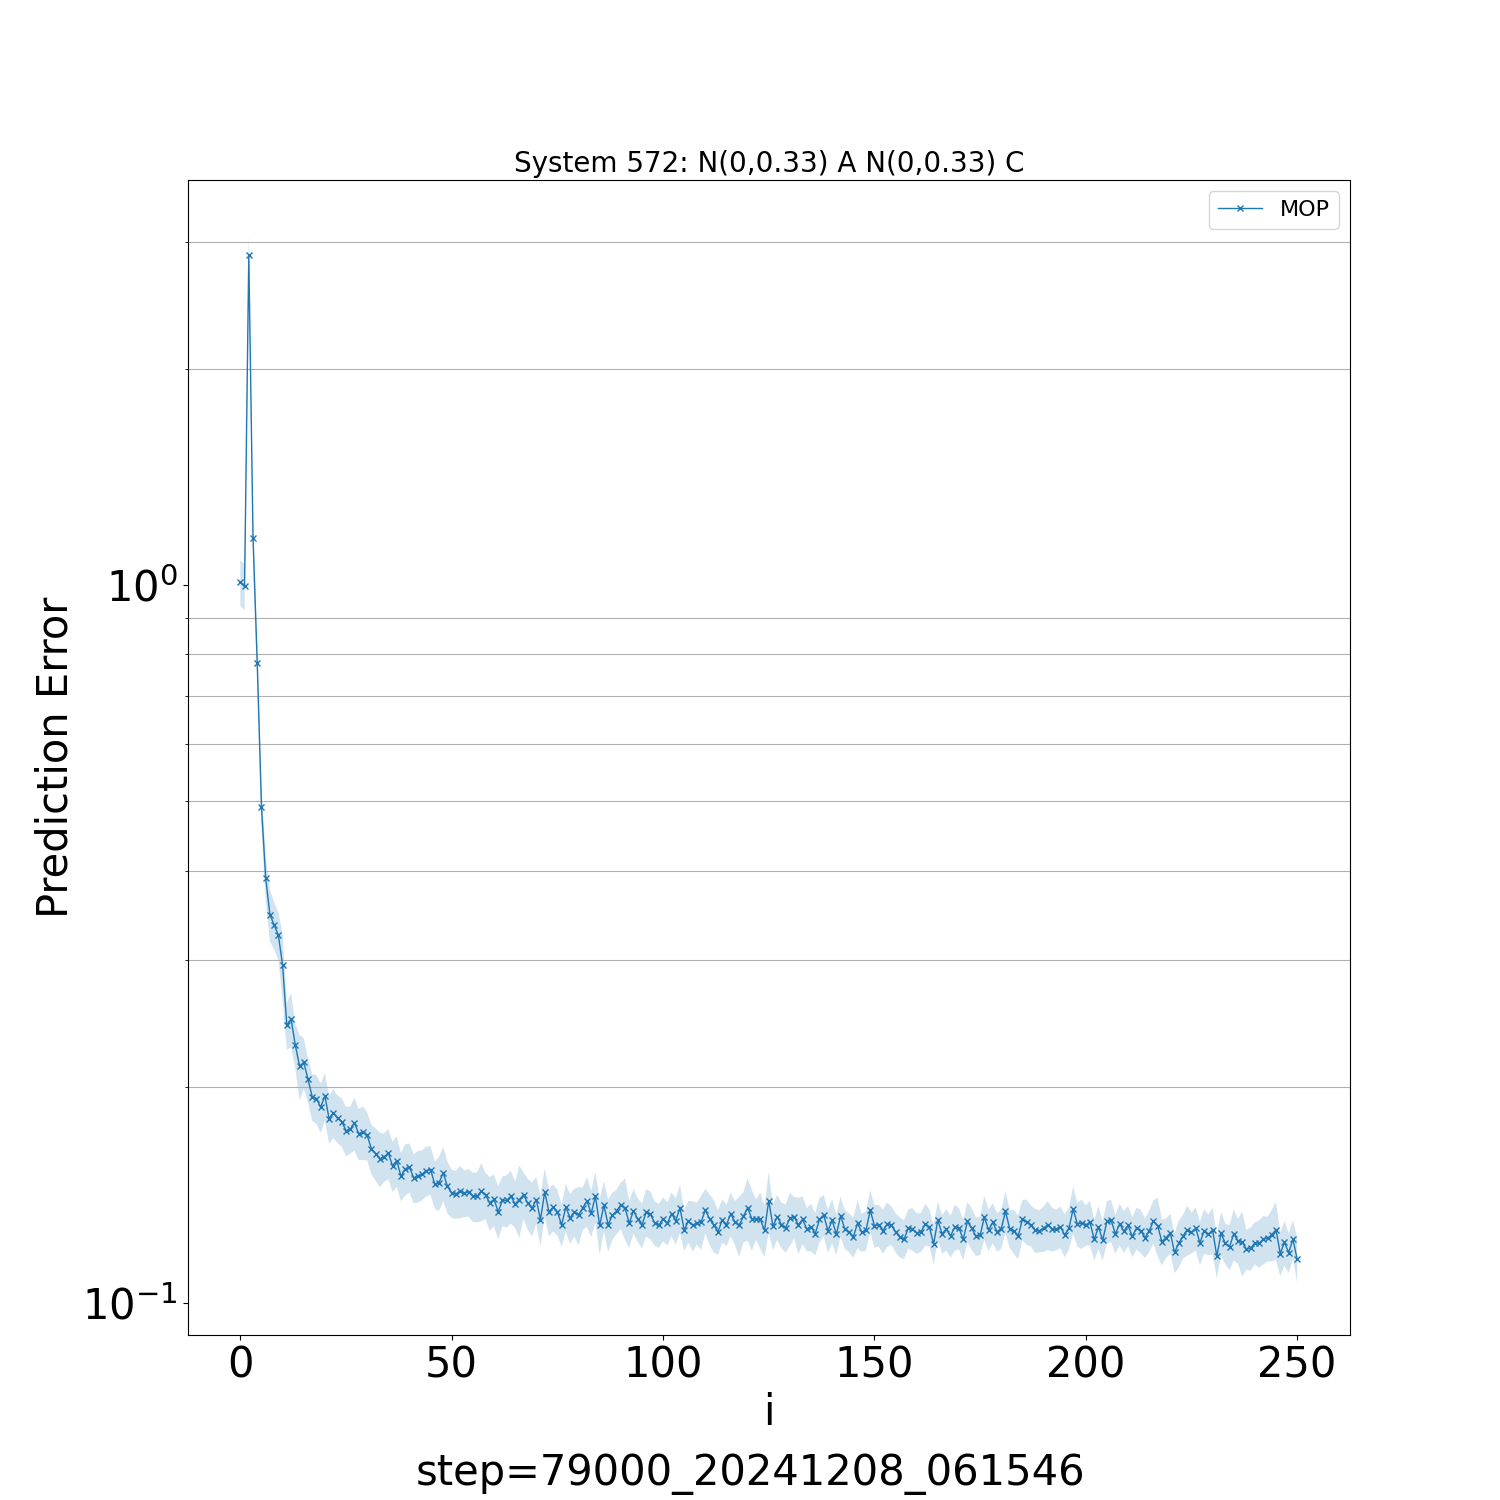 System 572: N(0,0.33) A N(0,0.33) C
MOP
Prediction Error
10⁰
10⁻¹
0 50 100 150 200 250
i
step=79000_20241208_061546